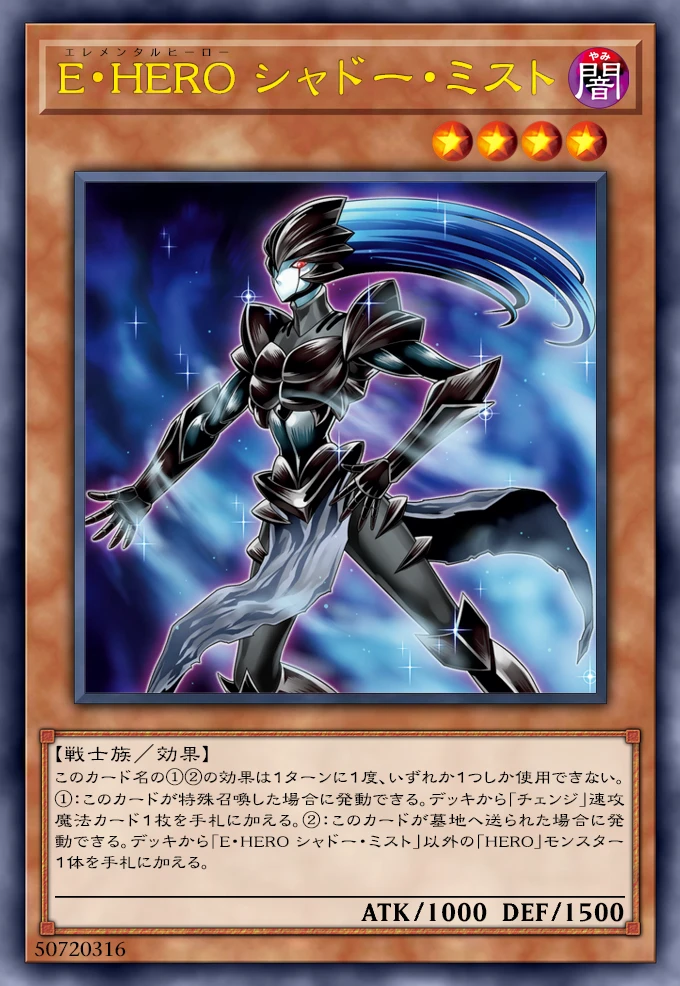 エレメンタルヒーロー
E・HERO シャドー・ミスト
やみ
闇
【戦士族／効果】
このカード名の①②の効果は1ターンに1度、いずれか1つしか使用できない。
①：このカードが特殊召喚した場合に発動できる。デッキから「チェンジ」速攻
魔法カード1枚を手札に加える。②：このカードが墓地へ送られた場合に発
動できる。デッキから「E・HERO シャドー・ミスト」以外の「HERO」モンスター
1体を手札に加える。
ATK/1000 DEF/1500
50720316